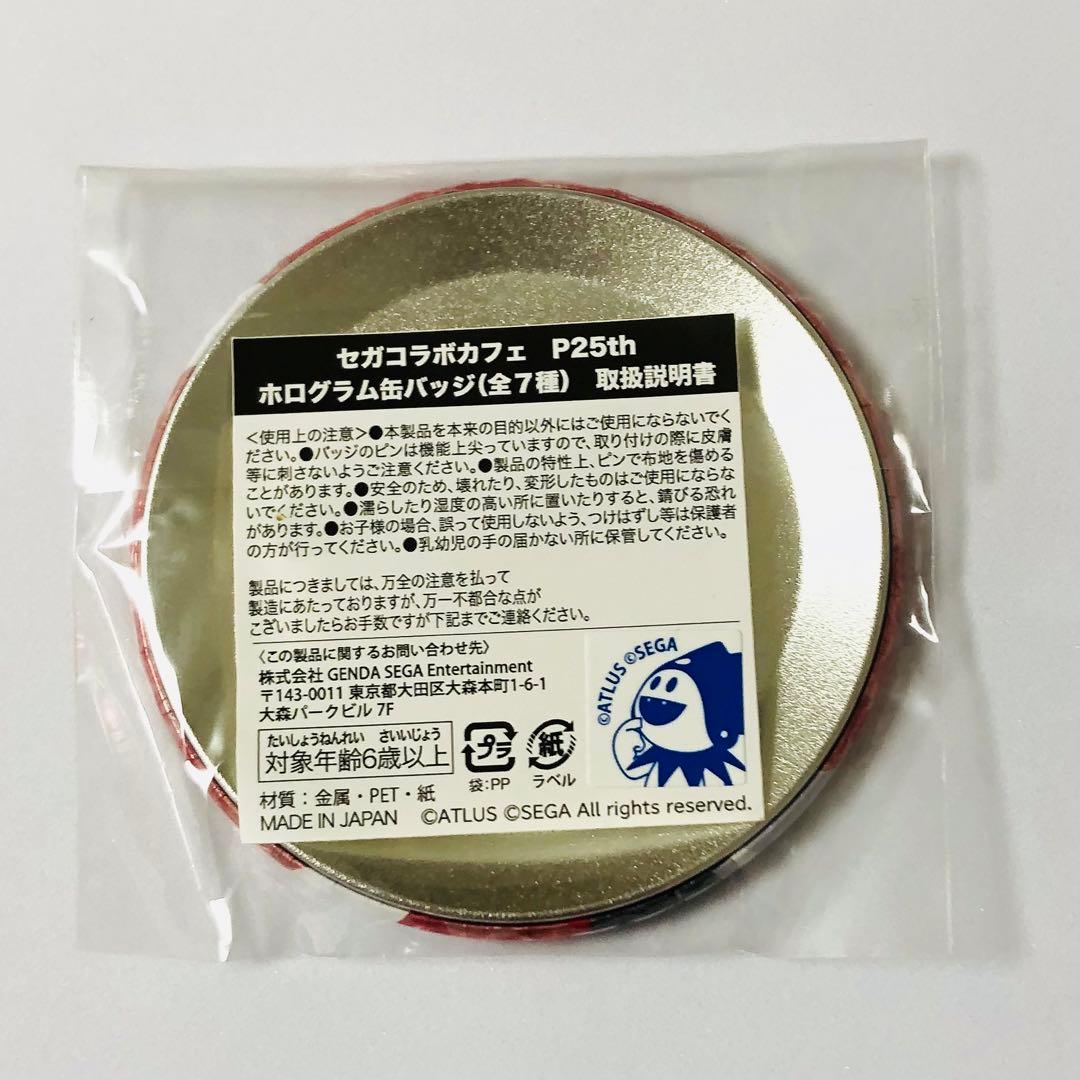 セガコラボカフェ P25th
ホログラム缶バッジ(全7種) 取扱説明書
<使用上の注意>●本製品を本来の目的以外にはご使用にならないでく
ださい。●バッジのピンは機能上尖っていますので、取り付けの際に皮膚
等に刺さないようご注意ください。●製品の特性上、ピンで布地を傷める
ことがあります。●安全のため、壊れたり、変形したものはご使用にならな
いでください。●濡らしたり湿度の高い所に置いたりすると、錆びる恐れ
があります。●お子様の場合、誤って使用しないよう、つけはずし等は保護者
の方が行ってください。●乳幼児の手の届かない所に保管してください。
製品につきましては、万全の注意を払って
製造にあたっておりますが、万一不都合な点が
ございましたらお手数ですが下記までご連絡ください。
〈この製品に関するお問い合わせ先〉
株式会社 GENDA SEGA Entertainment
〒143-0011 東京都大田区大森本町1-6-1
大森パークビル 7F
たいしょうねんれい さいいじょう
対象年齢6歳以上
プラ
袋:PP
紙
ラベル
©ATLUS ©SEGA
材質:金属・PET・紙
MADE IN JAPAN ©ATLUS ©SEGA All rights reserved.